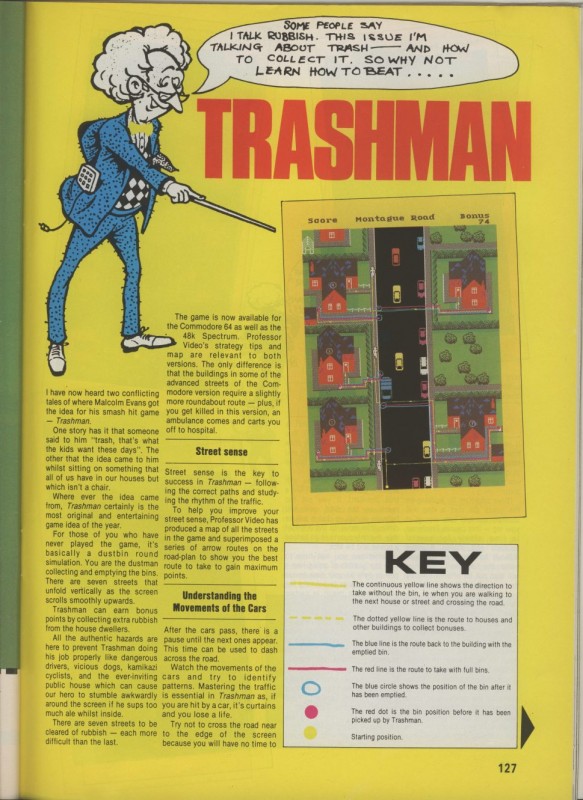 SOME PEOPLE SAY
I TALK RUBBISH. THIS ISSUE I'M
TALKING ABOUT TRASH — AND HOW
TO COLLECT IT. SO WHY NOT
LEARN HOW TO BEAT.....
TRASHMAN
Score Montague Road Bonus
74
I have now heard two conflicting
tales of where Malcolm Evans got
the idea for his smash hit game
— Trashman.
One story has it that someone
said to him "trash, that's what
the kids want these days". The
other that the idea came to him
whilst sitting on something that
all of us have in our houses but
which isn't a chair.
Where ever the idea came
from, Trashman certainly is the
most original and entertaining
game idea of the year.
For those of you who have
never played the game, it's
basically a dustbin round
simulation. You are the dustman
collecting and emptying the bins.
There are seven streets that
unfold vertically as the screen
scrolls smoothly upwards.
Trashman can earn bonus
points by collecting extra rubbish
from the house dwellers.
All the authentic hazards are
here to prevent Trashman doing
his job properly like dangerous
drivers, vicious dogs, kamikazi
cyclists, and the ever-inviting
public house which can cause
our hero to stumble awkwardly
around the screen if he sups too
much ale whilst inside.
There are seven streets to be
cleared of rubbish — each more
difficult than the last.
The game is now available for
the Commodore 64 as well as the
48k Spectrum. Professor
Video's strategy tips and
map are relevant to both
versions. The only difference is
that the buildings in some of the
advanced streets of the Com-
modore version require a slightly
more roundabout route — plus, if
you get killed in this version, an
ambulance comes and carts you
off to hospital.
Street sense
Street sense is the key to
success in Trashman — follow-
ing the correct paths and study-
ing the rhythm of the traffic.
To help you improve your
street sense, Professor Video has
produced a map of all the streets
in the game and superimposed a
series of arrow routes on the
road-plan to show you the best
route to take to gain maximum
points.
Understanding the
Movements of the Cars
After the cars pass, there is a
pause until the next ones appear.
This time can be used to dash
across the road.
Watch the movements of the
cars and try to identify
patterns. Mastering the traffic
is essential in Trashman as, if
you are hit by a car, it's curtains
and you lose a life.
Try not to cross the road near
to the edge of the screen
because you will have no time to
KEY
The continuous yellow line shows the direction to
take without the bin, ie when you are walking to
the next house or street and crossing the road.
The dotted yellow line is the route to houses and
other buildings to collect bonuses.
The blue line is the route back to the building with the
emptied bin.
The red line is the route to take with full bins.
The blue circle shows the position of the bin after it
has been emptied.
The red dot is the bin position before it has been
picked up by Trashman.
Starting position.
127